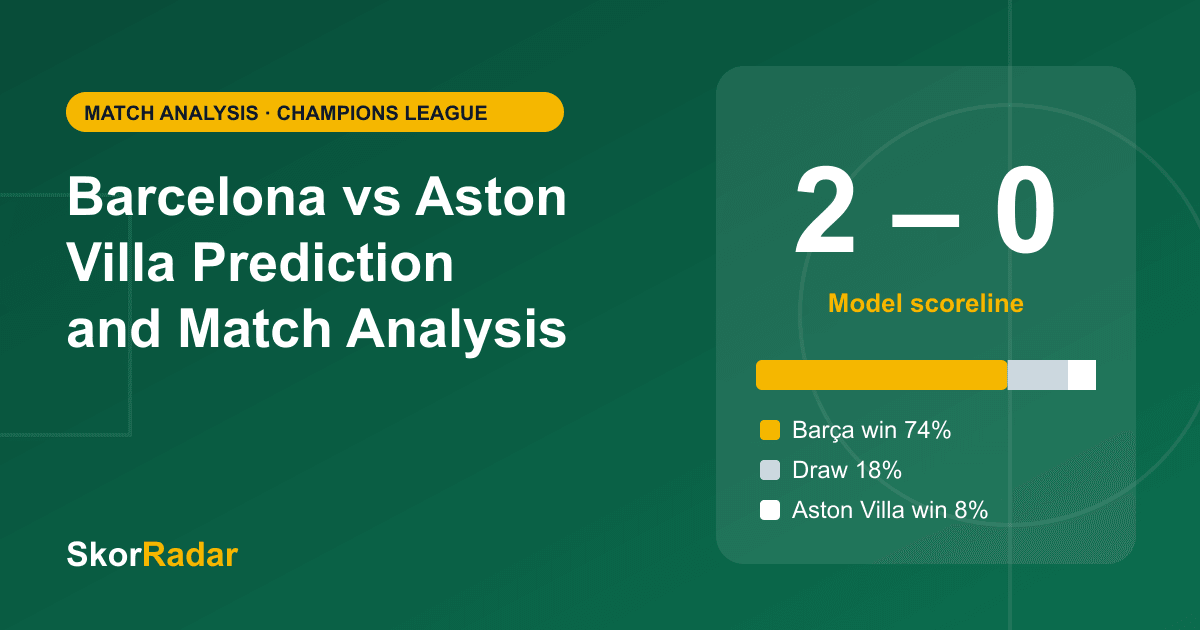 MATCH ANALYSIS · CHAMPIONS LEAGUE
Barcelona vs Aston
Villa Prediction
and Match Analysis
SkorRadar
2 – 0
Model scoreline
Barça win 74%
Draw 18%
Aston Villa win 8%